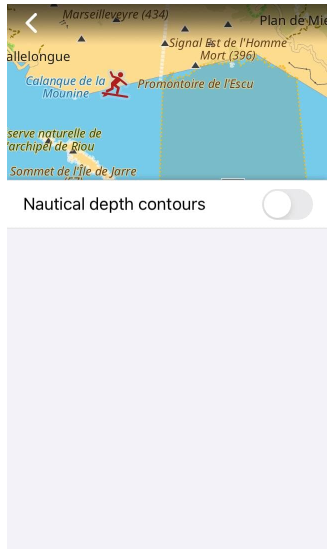 Marseilleveyre (434)
Plan de Mie
Signal Est de l'Homme
Mort (396)
allelongue
Calanque de la
Mounine
Promontoire de l'Escu
serve naturelle de
'archipel de Riou
Sommet de l'Île de Jarre
Nautical depth contours